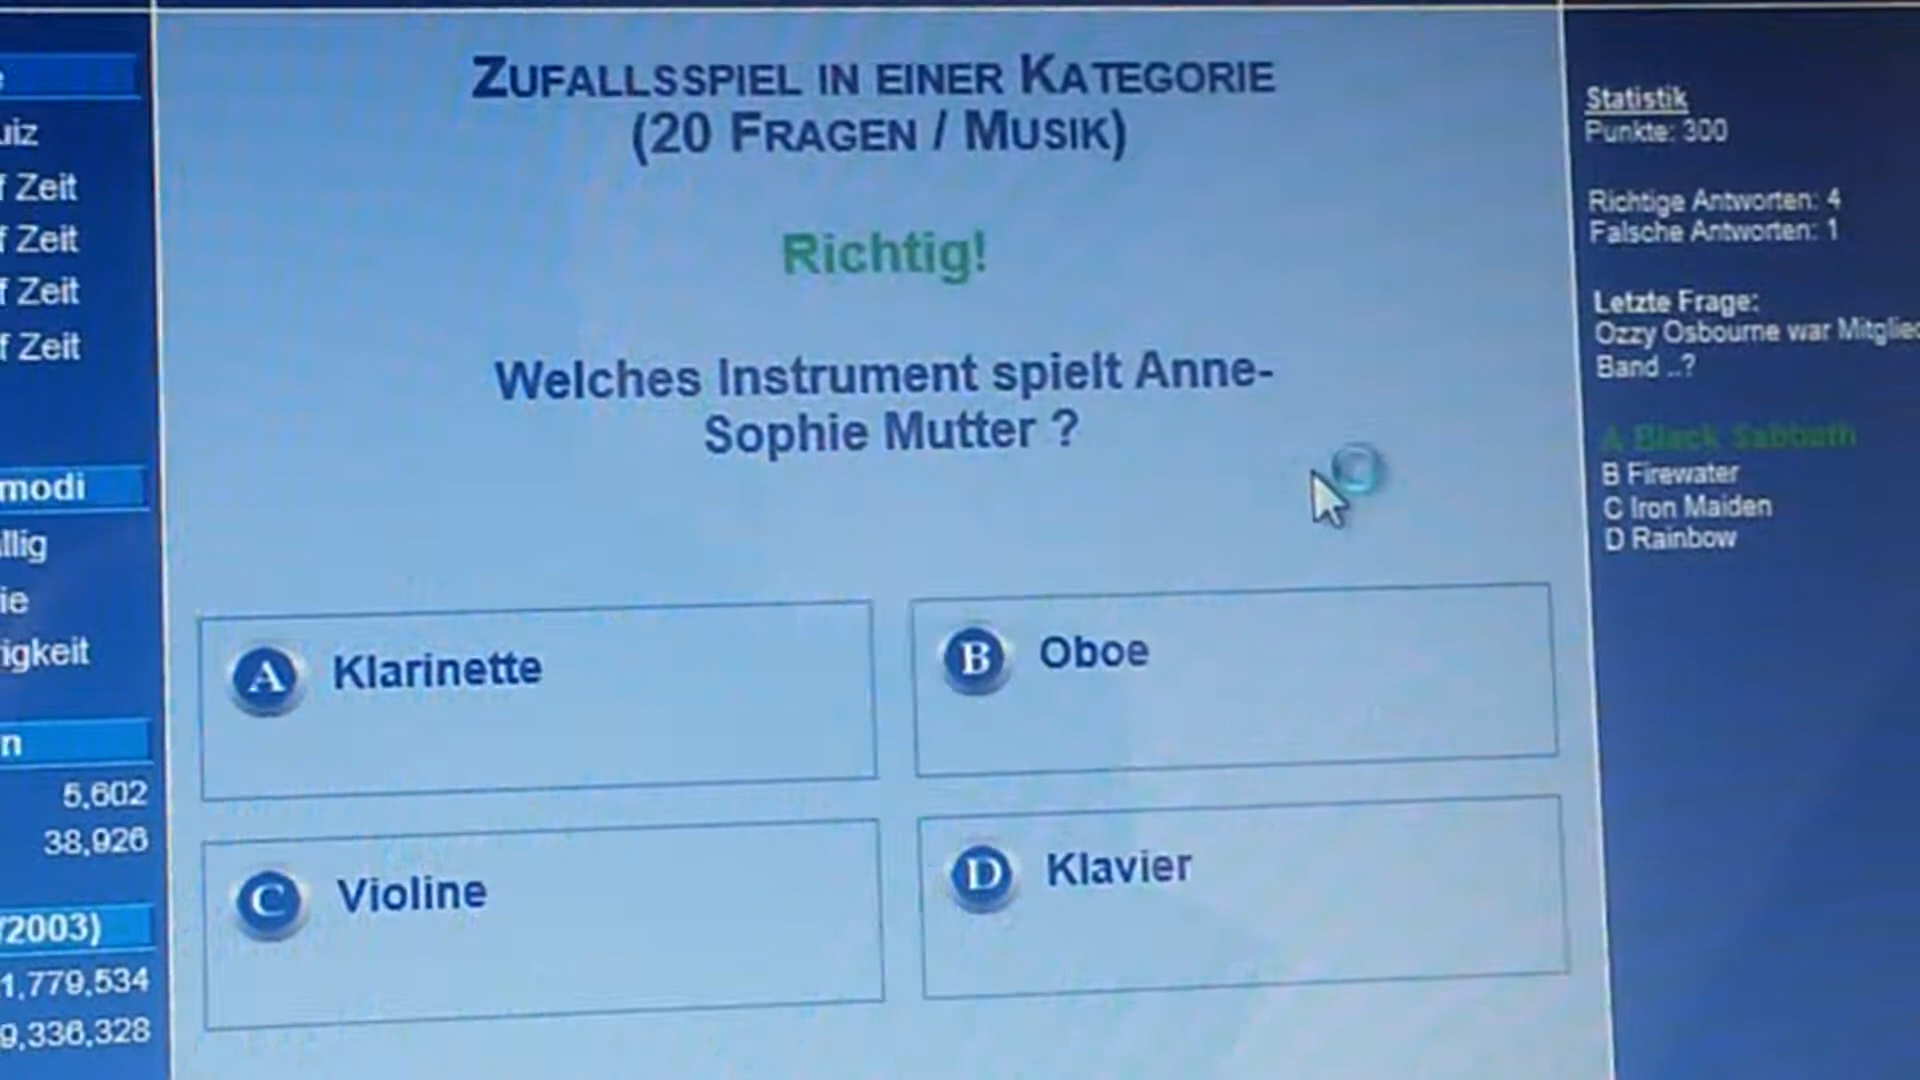 uiz
f Zeit
f Zeit
f Zeit
f Zeit
modi
llig
ie
igkeit
n
5,602
38,926
/2003)
1,779,534
9,336,328
ZUFALLSSPIEL IN EINER KATEGORIE
(20 FRAGEN / MUSIK)
Richtig!
Welches Instrument spielt Anne-
Sophie Mutter ?
A Klarinette
B Oboe
C Violine
D Klavier
Statistik
Punkte: 300
Richtige Antworten: 4
Falsche Antworten: 1
Letzte Frage:
Ozzy Osbourne war Mitglied
Band ..?
A Black Sabbath
B Firewater
C Iron Maiden
D Rainbow